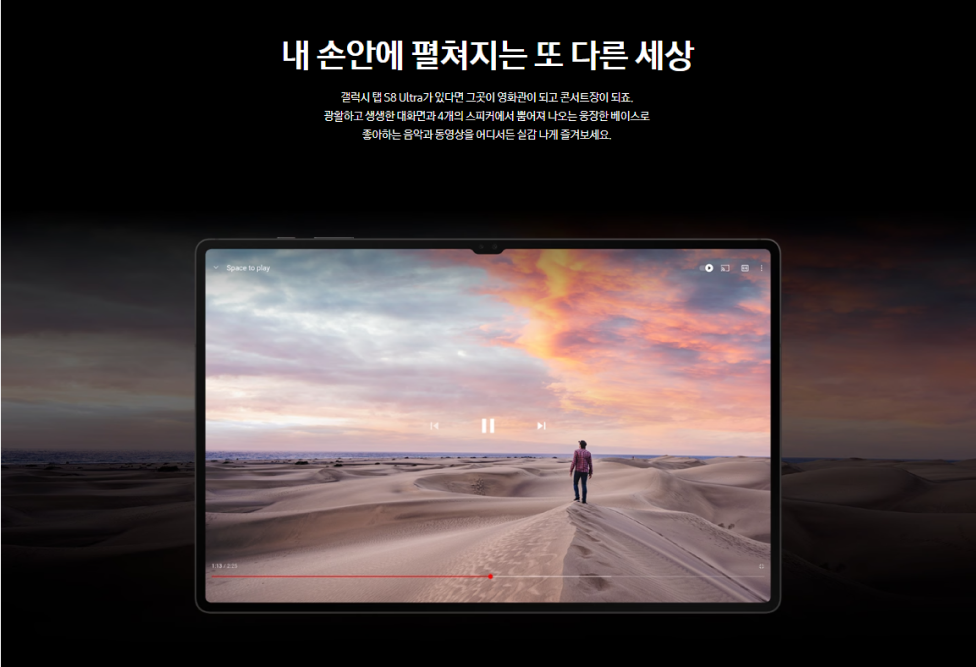 내 손안에 펼쳐지는 또 다른 세상
갤럭시 탭 S8 Ultra가 있다면 그곳이 영화관이 되고 콘서트장이 되죠.
광활하고 생생한 대화면과 4개의 스피커에서 뿜어져 나오는 웅장한 베이스로
좋아하는 음악과 동영상을 어디서든 실감 나게 즐겨보세요.
Space to play
1:13 / 2:23